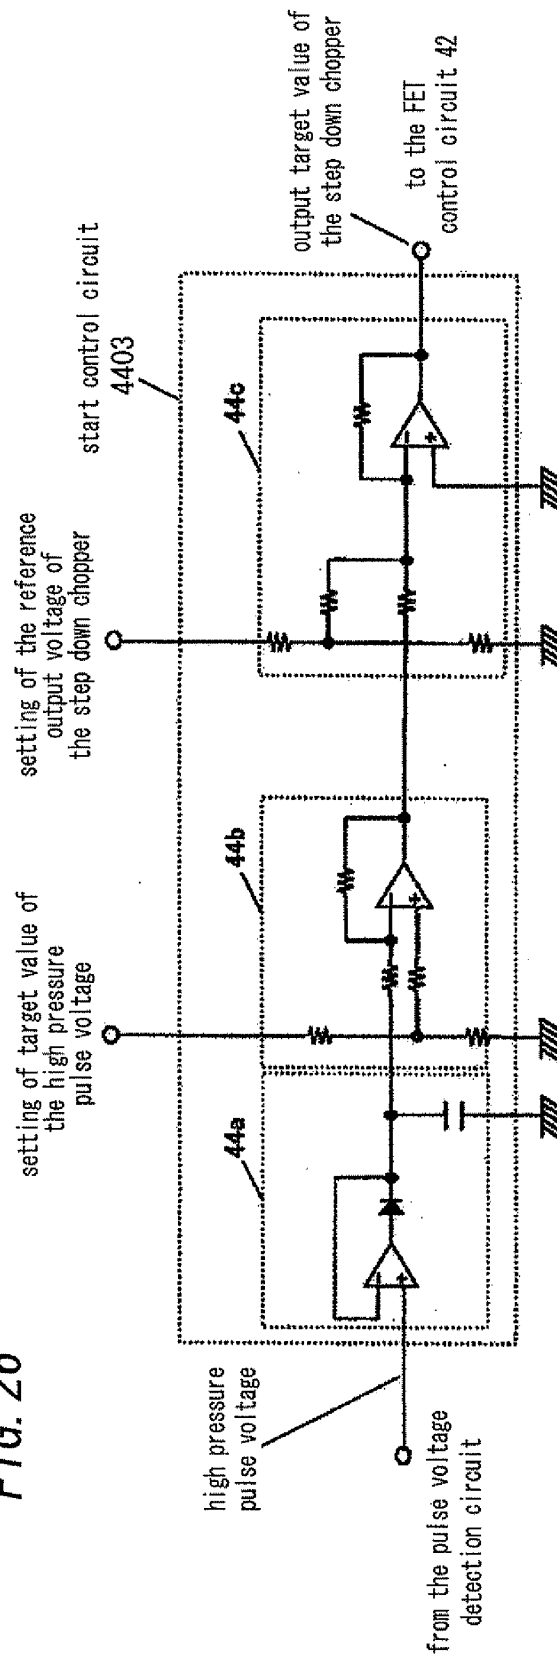 FIG. 26
setting of target value of
the high pressure
pulse voltage
setting of the reference
output voltage of
the step down chopper
start control circuit
4403
44a
44b
44c
high pressure
pulse voltage
from the pulse voltage
detection circuit
output target value of
the step down chopper
to the FET
control circuit 42